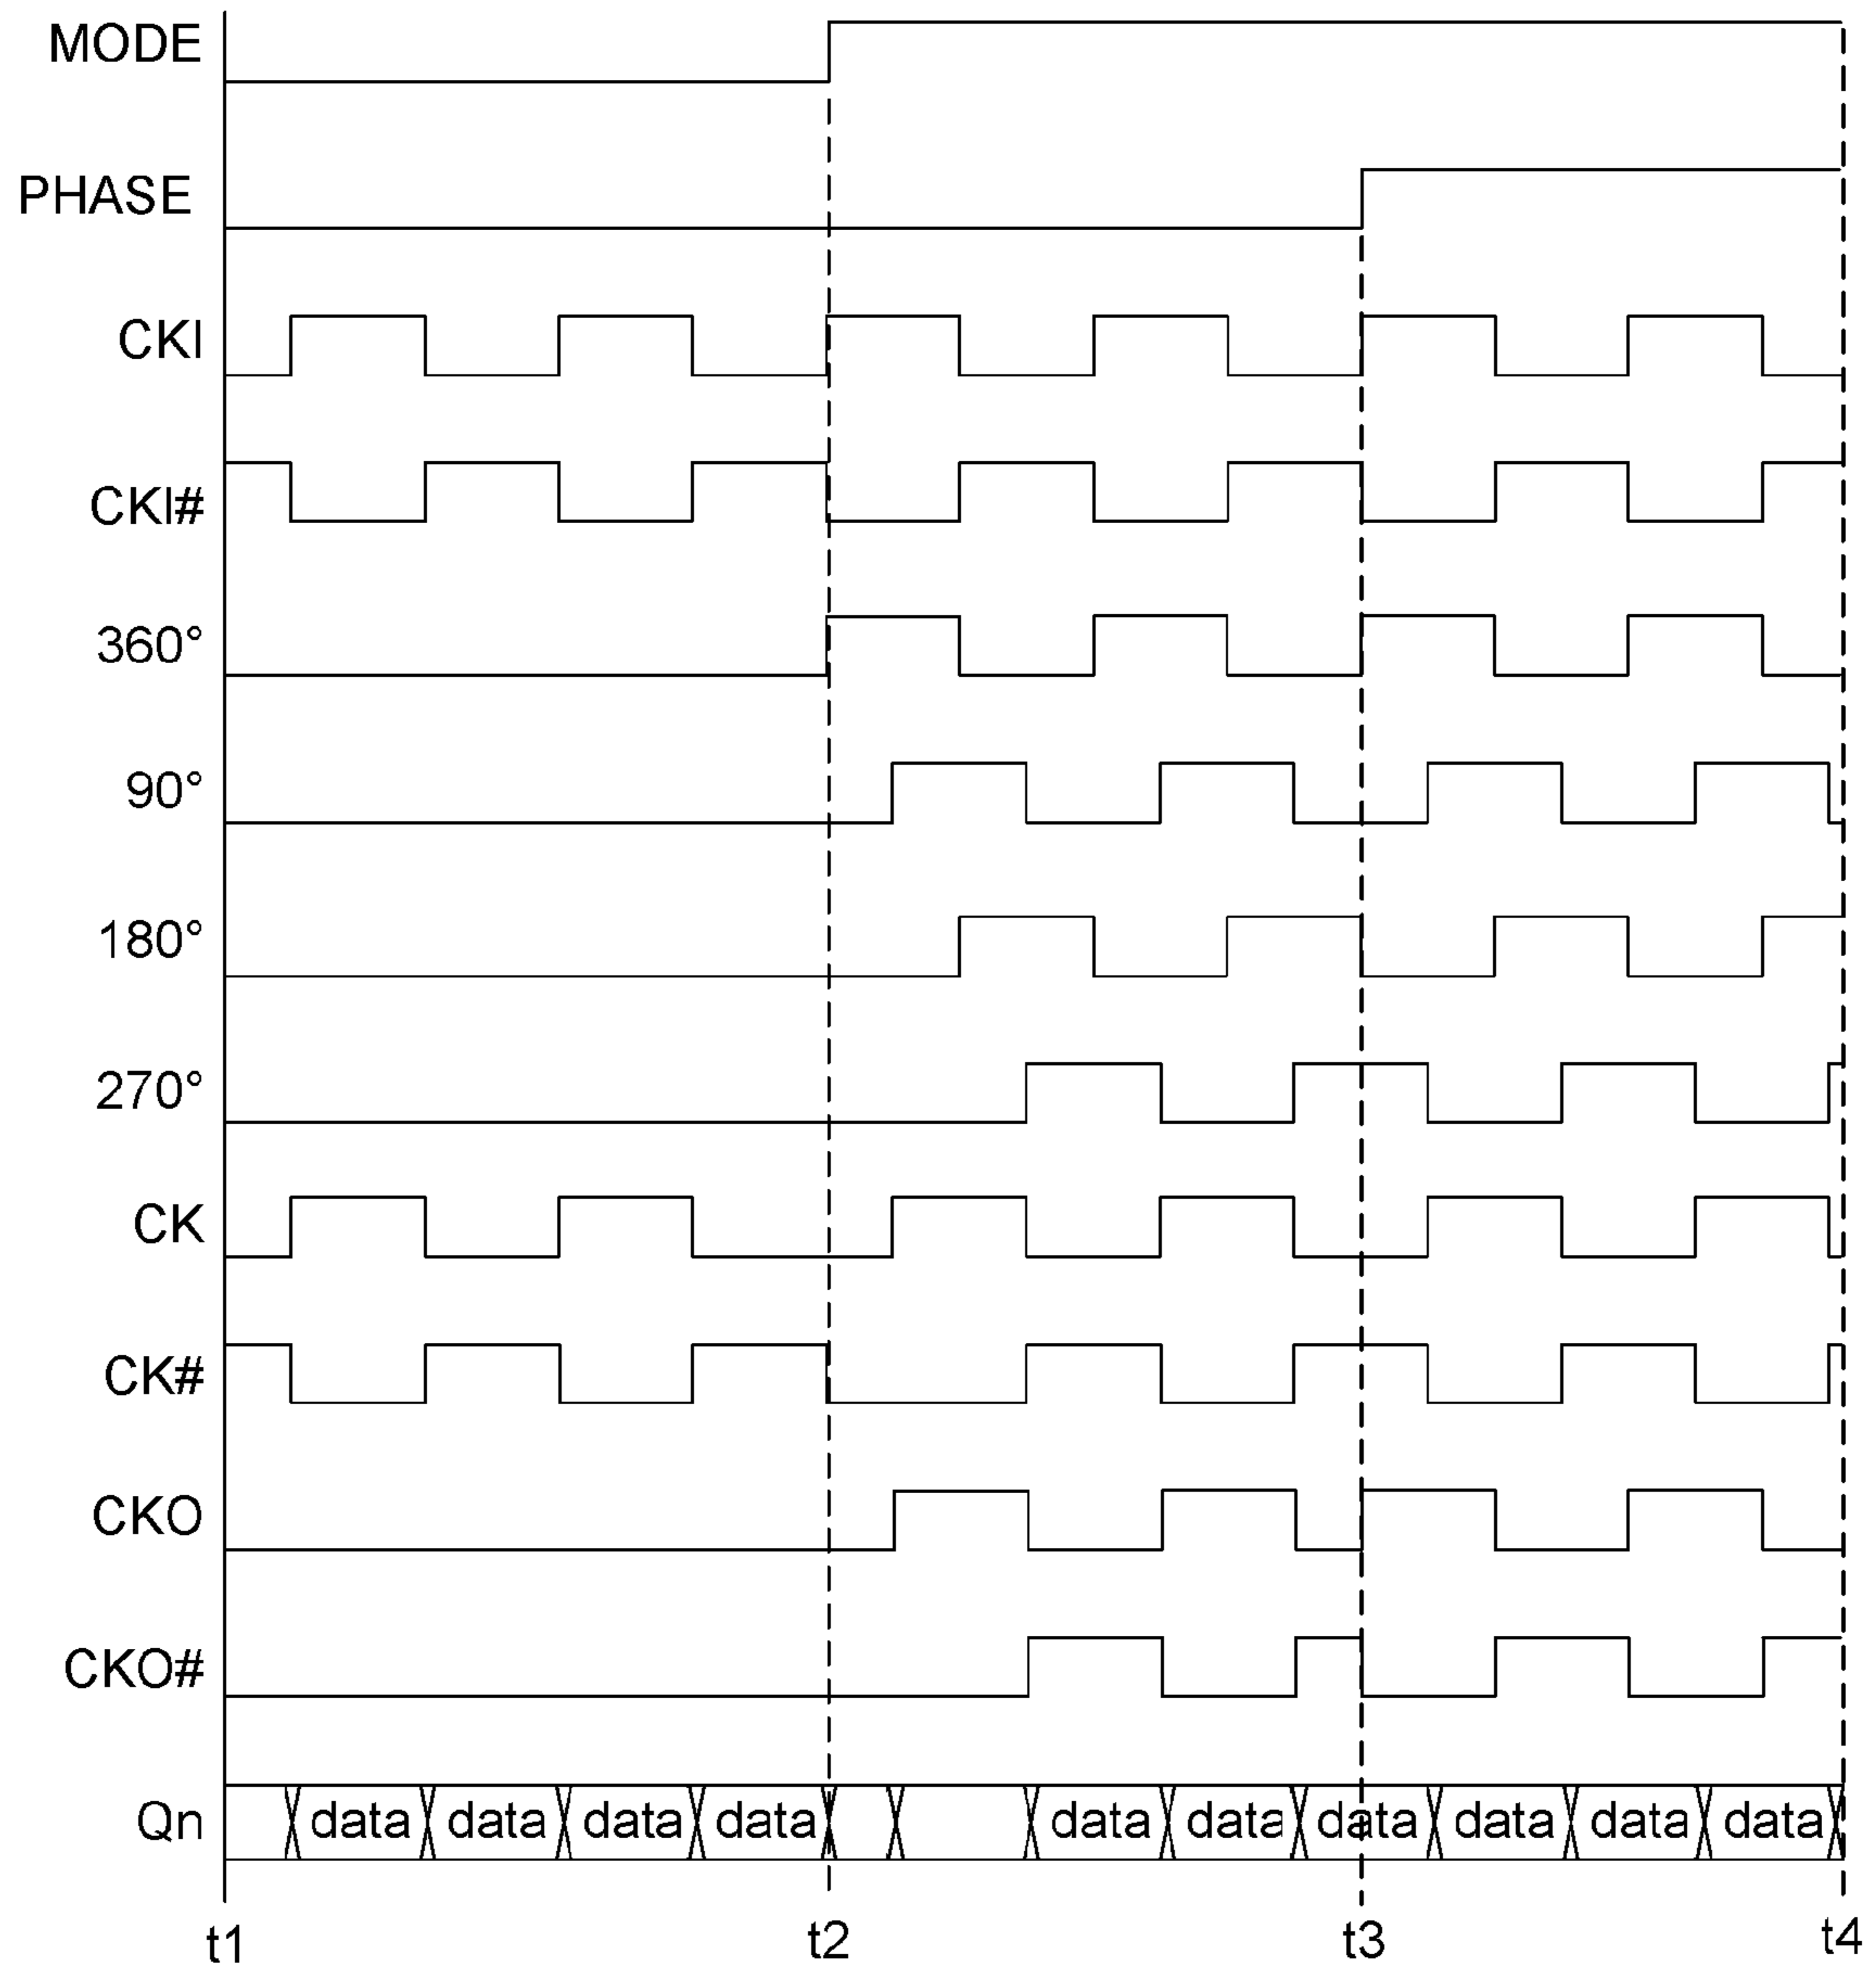 MODE
PHASE
CKI
CKI#
360°
90°
180°
270°
CK
CK#
CKO
CKO#
Qn data data data data data data data data data data
t1 t2 t3 t4